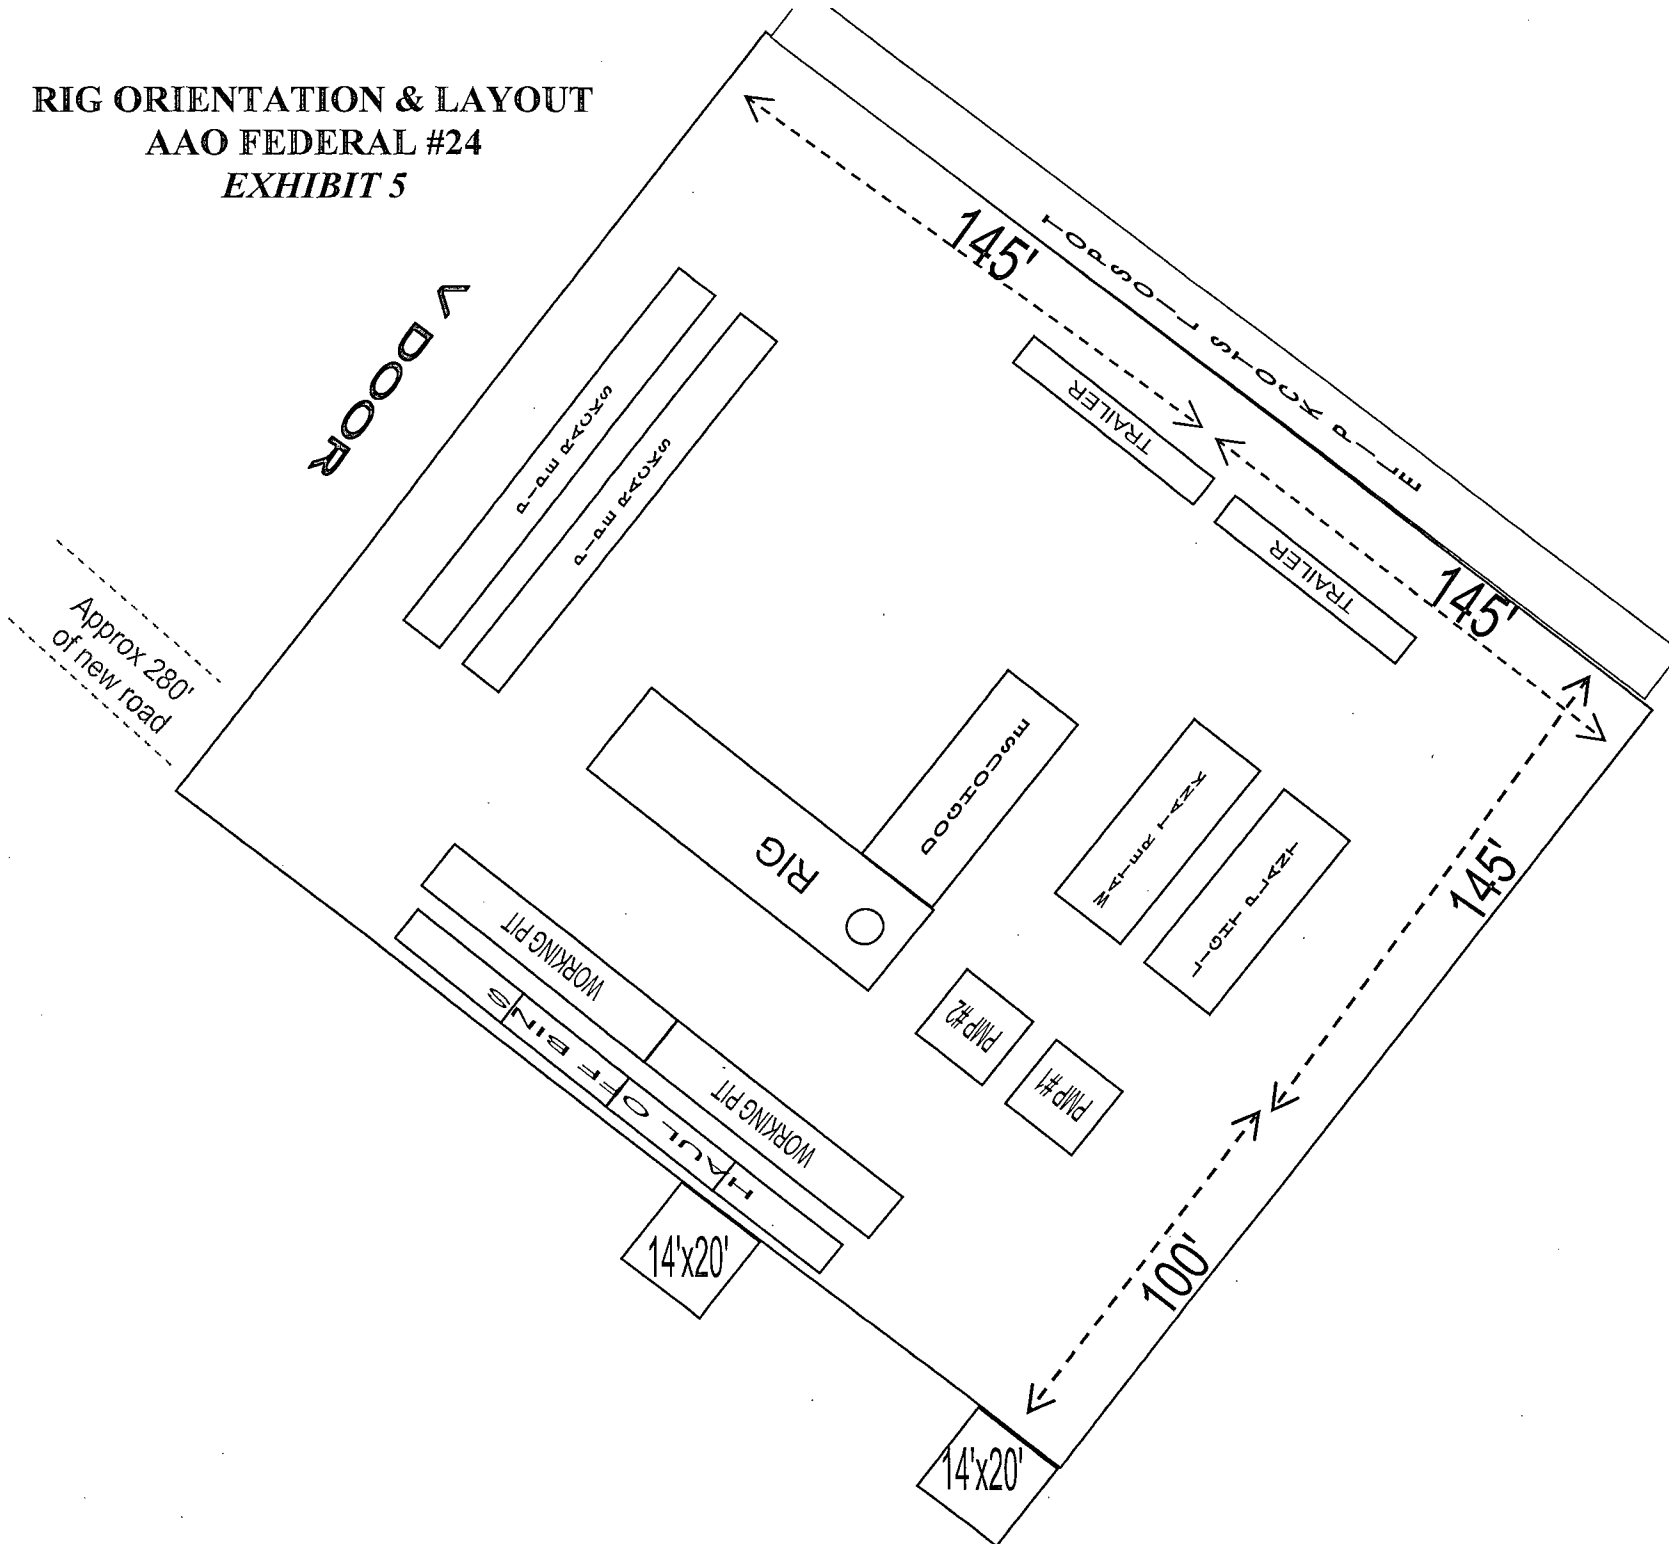 RIG ORIENTATION & LAYOUT
AAO FEDERAL #24
EXHIBIT 5
V DOOR
TOPSOIL STOCK PILE
145'
145'
145'
100'
PIPE RACKS
PIPE RACKS
TRAILER
TRAILER
Approx 280'
of new road
DOGHOUSE
WATER TANK
LIGHT PLANT
RIG
WORKING PIT
WORKING PIT
HAUL OFF BINS
PMP #2
PMP #1
14'x20'
14'x20'